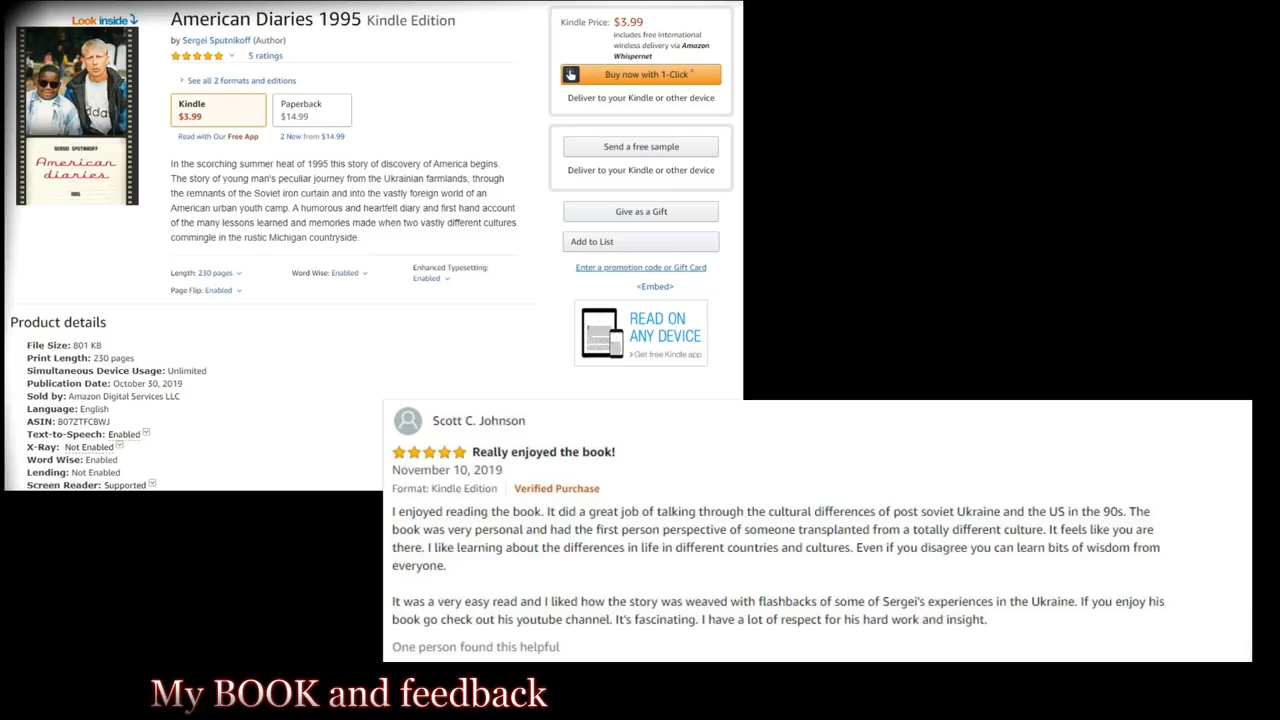 Look inside
American Diaries 1995 Kindle Edition
by Sergei Sputnikoff (Author)
5 ratings
See all 2 formats and editions
Kindle
$3.99
Paperback
$14.99
Read with Our Free App
2 New from $14.99
In the scorching summer heat of 1995 this story of discovery of America begins.
The story of young man's peculiar journey from the Ukrainian farmlands, through
the remnants of the Soviet iron curtain and into the vastly foreign world of an
American urban youth camp. A humorous and heartfelt diary and first hand account
of the many lessons learned and memories made when two vastly different cultures
commingle in the rustic Michigan countryside.
Length: 230 pages
Word Wise: Enabled
Enhanced Typesetting:
Enabled
Page Flip: Enabled
SERGEI SPUTNIKOFF
American
diaries
1995
adidas
Kindle Price: $3.99
includes free international
wireless delivery via Amazon
Whispernet
Buy now with 1-Click ®
Deliver to your Kindle or other device
Send a free sample
Deliver to your Kindle or other device
Give as a Gift
Add to List
Enter a promotion code or Gift Card
<Embed>
READ ON
ANY DEVICE
› Get free Kindle app
Product details
File Size: 801 KB
Print Length: 230 pages
Simultaneous Device Usage: Unlimited
Publication Date: October 30, 2019
Sold by: Amazon Digital Services LLC
Language: English
ASIN: B07ZTFCBWJ
Text-to-Speech: Enabled
X-Ray: Not Enabled
Word Wise: Enabled
Lending: Not Enabled
Screen Reader: Supported
Scott C. Johnson
Really enjoyed the book!
November 10, 2019
Format: Kindle Edition
Verified Purchase
I enjoyed reading the book. It did a great job of talking through the cultural differences of post soviet Ukraine and the US in the 90s. The
book was very personal and had the first person perspective of someone transplanted from a totally different culture. It feels like you are
there. I like learning about the differences in life in different countries and cultures. Even if you disagree you can learn bits of wisdom from
everyone.
It was a very easy read and I liked how the story was weaved with flashbacks of some of Sergei's experiences in the Ukraine. If you enjoy his
book go check out his youtube channel. It's fascinating. I have a lot of respect for his hard work and insight.
One person found this helpful
My BOOK and feedback